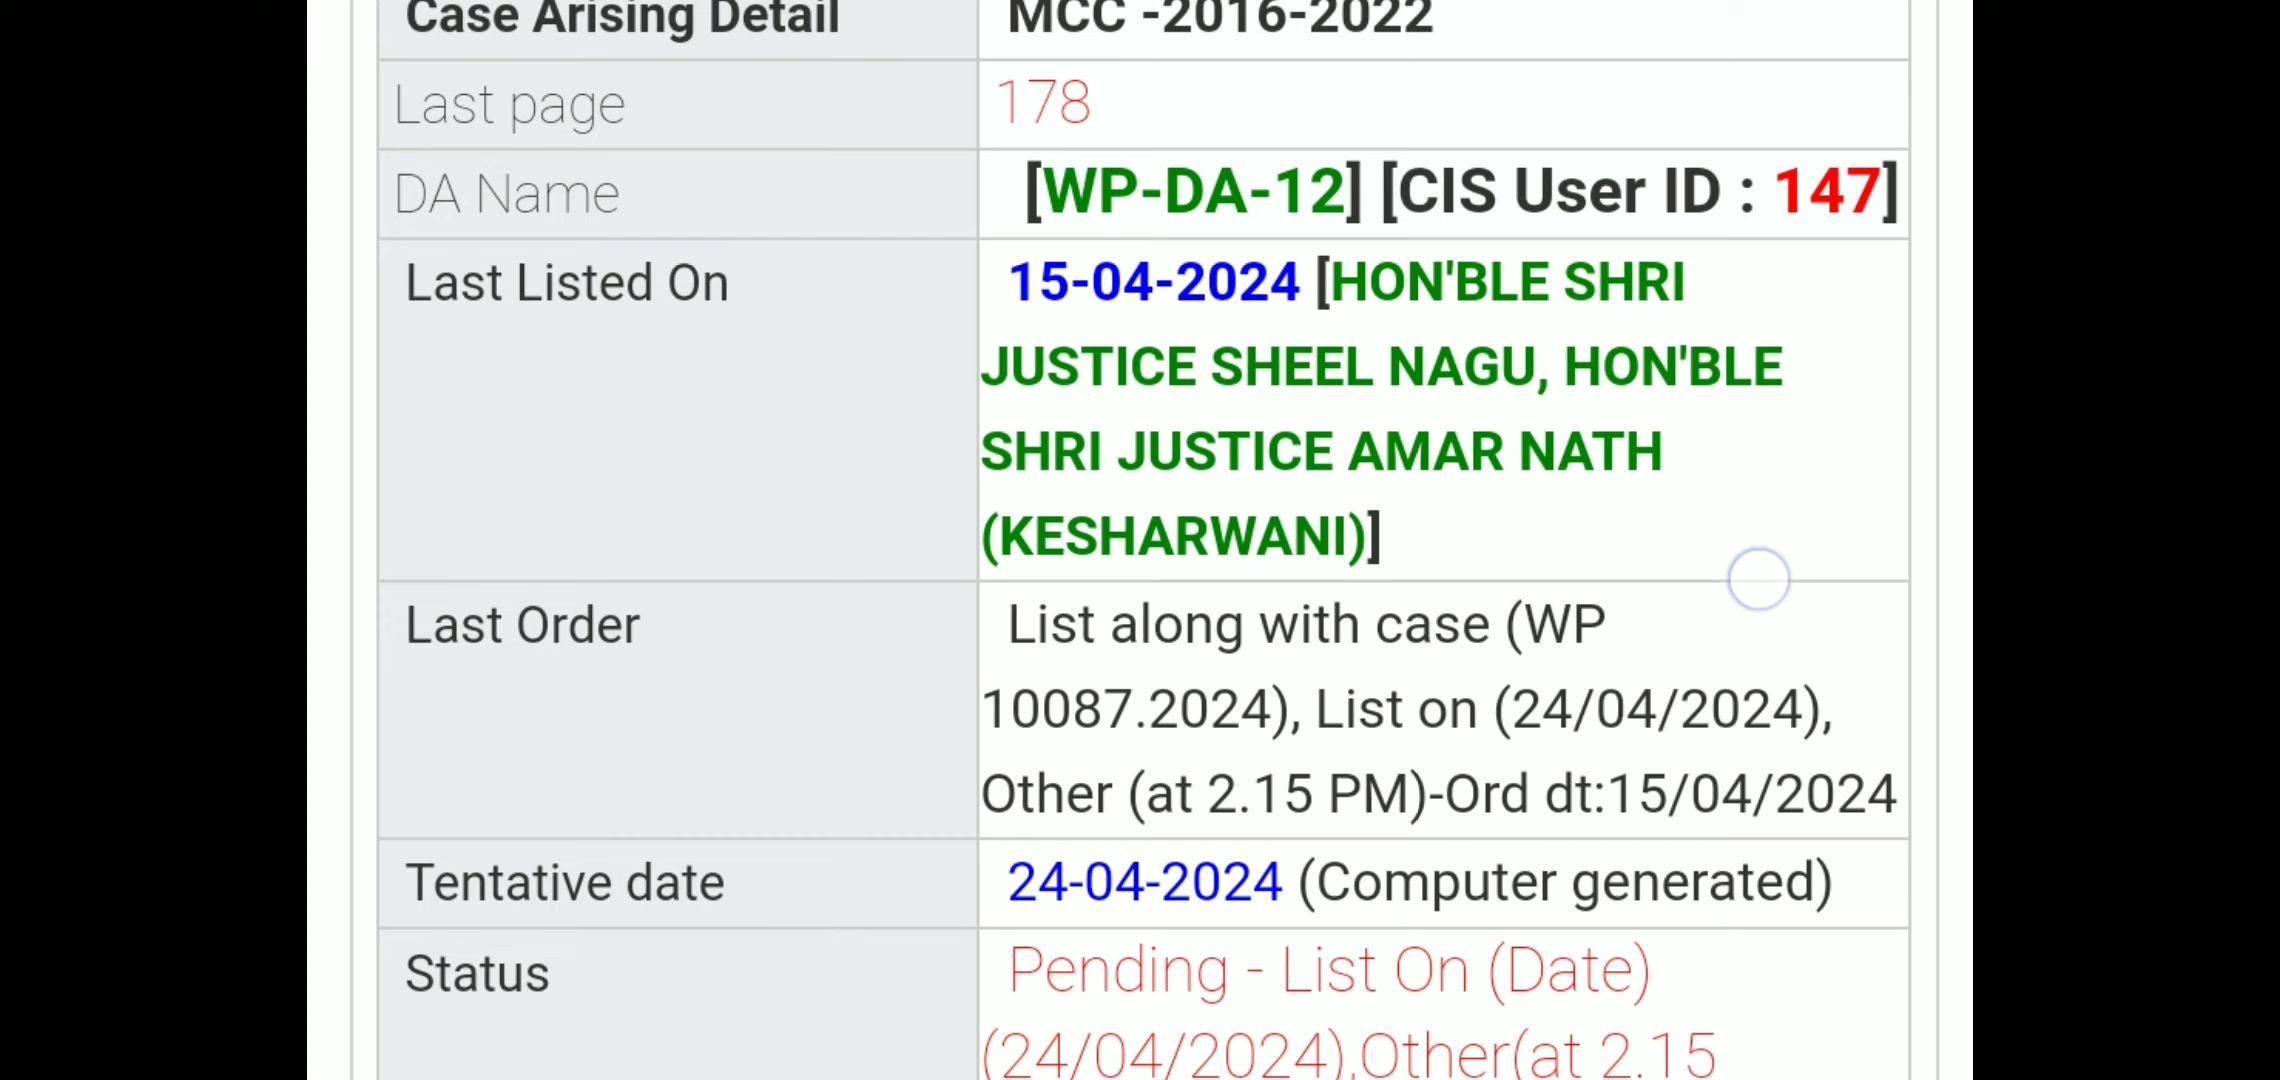 Case Arising Detail MCC -2016-2022
Last page 178
DA Name [WP-DA-12] [CIS User ID : 147]
Last Listed On 15-04-2024 [HON'BLE SHRI
JUSTICE SHEEL NAGU, HON'BLE
SHRI JUSTICE AMAR NATH
(KESHARWANI)]
Last Order List along with case (WP
10087.2024), List on (24/04/2024),
Other (at 2.15 PM)-Ord dt:15/04/2024
Tentative date 24-04-2024 (Computer generated)
Status Pending - List On (Date)
(24/04/2024),Other(at 2.15